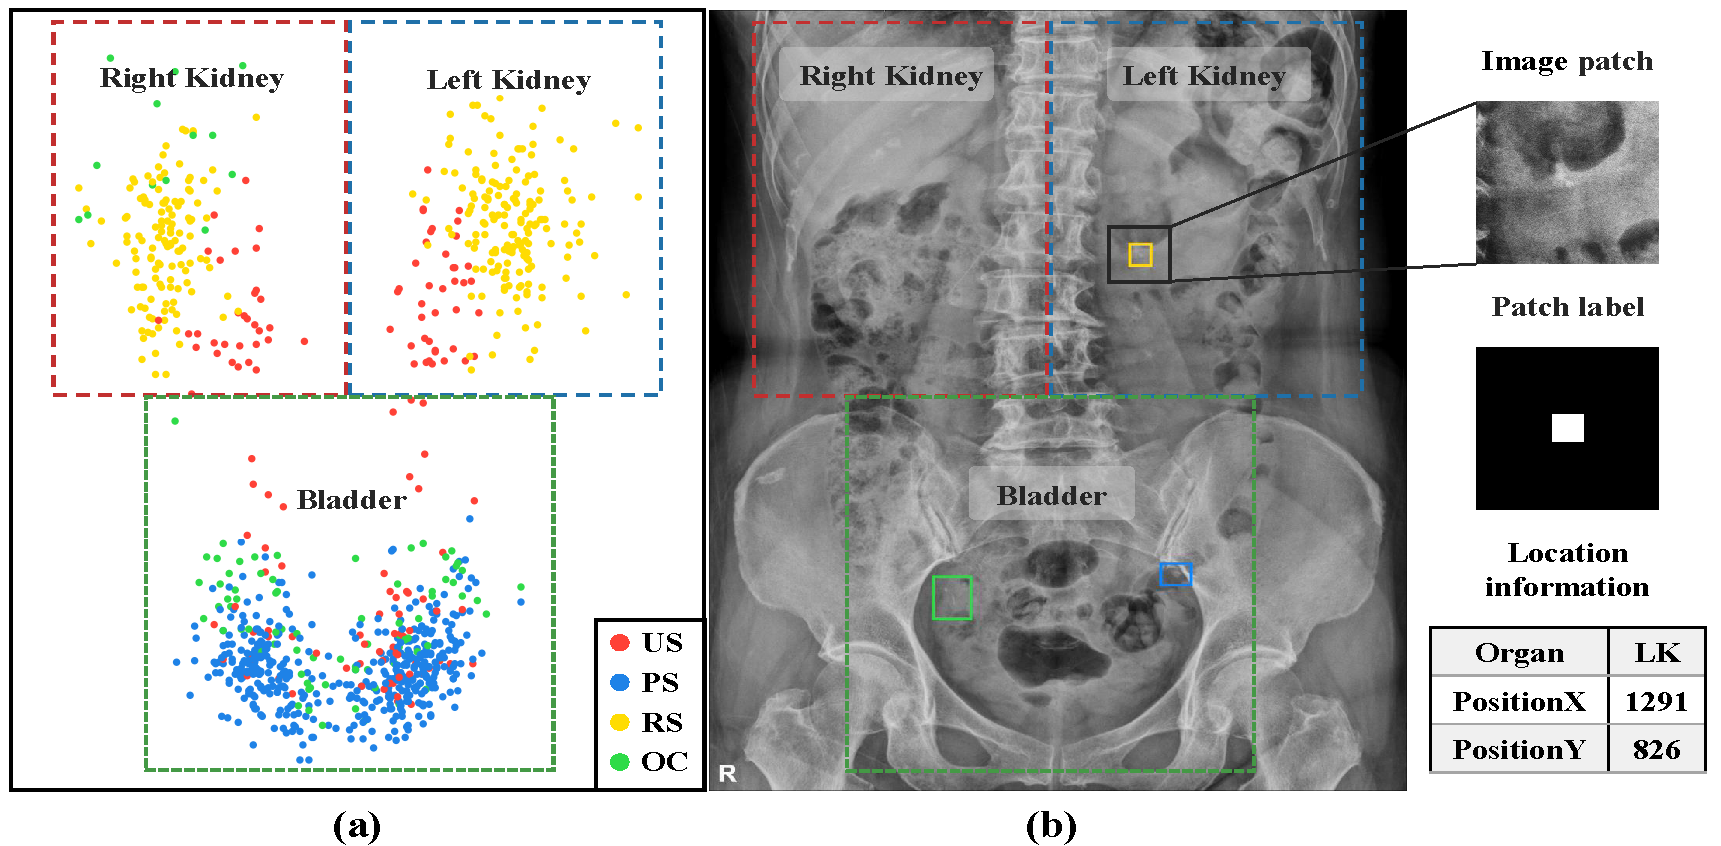 Right Kidney
Left Kidney
Bladder
US
PS
RS
OC
(a)
Right Kidney
Left Kidney
Bladder
R
(b)
Image patch
Patch label
Location
information
Organ LK
PositionX 1291
PositionY 826